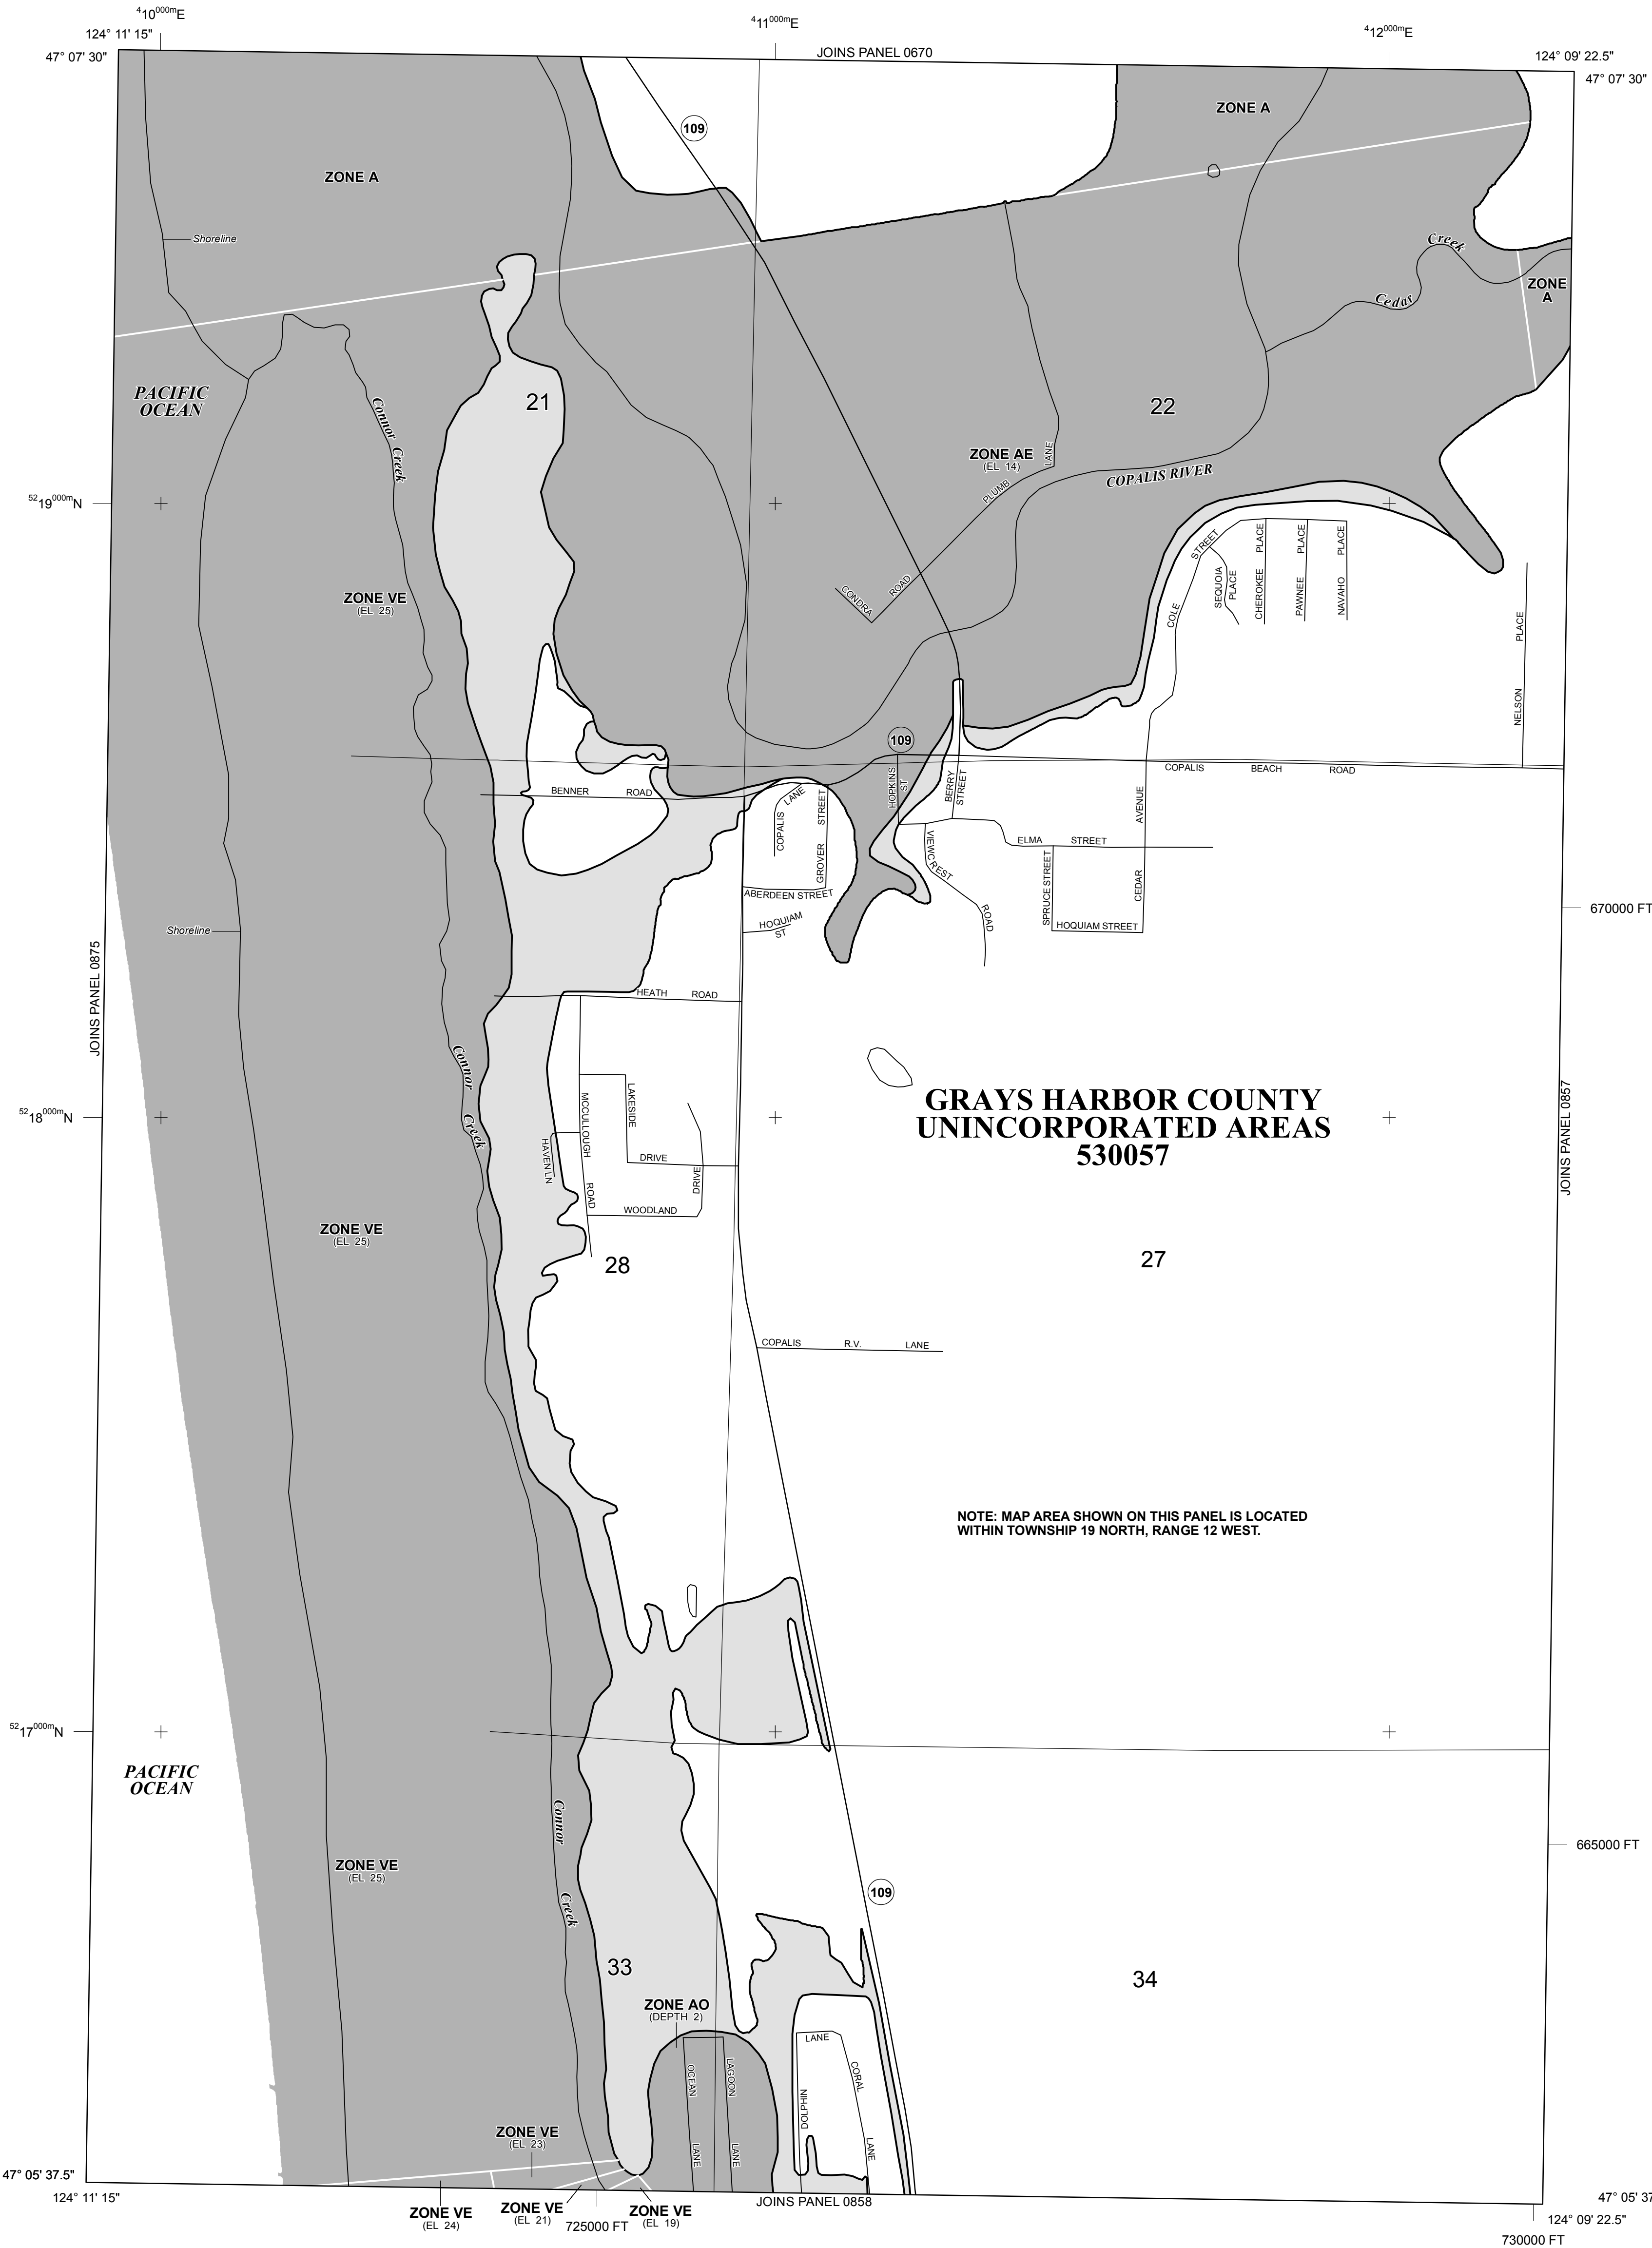 410000mE
411000mE
412000mE
124° 11' 15"
JOINS PANEL 0670
124° 09' 22.5"
47° 07' 30"
47° 07' 30"
109
ZONE A
ZONE A
Shoreline
Creek
Cedar
ZONE
A
PACIFIC
OCEAN
21
22
Connor Creek
ZONE AE
(EL 14)
LANE
PLUMB
COPALIS RIVER
5219000mN
CONDRA
ROAD
ZONE VE
(EL 25)
COLE
STREET
SEQUOIA
PLACE
CHEROKEE PLACE
PAWNEE PLACE
NAVAHO PLACE
NELSON PLACE
109
COPALIS BEACH ROAD
BENNER ROAD
HOPKINS
ST
BERRY
STREET
COPALIS LANE
GROVER STREET
VIEWCREST
ROAD
ELMA STREET
SPRUCE STREET
CEDAR AVENUE
ABERDEEN STREET
HOQUIAM
ST
HOQUIAM STREET
670000 FT
Shoreline
JOINS PANEL 0875
HEATH ROAD
Connor
Creek
MCCULLOUGH
ROAD
LAKESIDE
DRIVE
HAVEN LN
WOODLAND
DRIVE
GRAYS HARBOR COUNTY
UNINCORPORATED AREAS
530057
JOINS PANEL 0857
5218000mN
ZONE VE
(EL 25)
28
27
COPALIS R.V. LANE
NOTE: MAP AREA SHOWN ON THIS PANEL IS LOCATED
WITHIN TOWNSHIP 19 NORTH, RANGE 12 WEST.
5217000mN
PACIFIC
OCEAN
Connor
Creek
665000 FT
ZONE VE
(EL 25)
109
33
34
ZONE AO
(DEPTH 2)
OCEAN
LANE
LAGOON
LANE
LANE
DOLPHIN
CORAL
LANE
ZONE VE
(EL 23)
47° 05' 37.5"
124° 11' 15"
ZONE VE
(EL 24)
ZONE VE
(EL 21)
725000 FT
ZONE VE
(EL 19)
JOINS PANEL 0858
47° 05' 37
124° 09' 22.5"
730000 FT